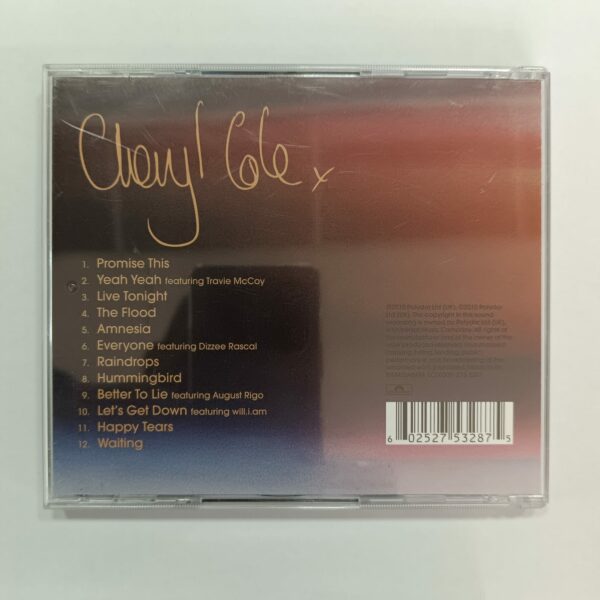 Cheryl Cole x
1. Promise This
2. Yeah Yeah featuring Travie McCoy
3. Live Tonight
4. The Flood
5. Amnesia
6. Everyone featuring Dizzee Rascal
7. Raindrops
8. Hummingbird
9. Better To Lie featuring August Rigo
10. Let's Get Down featuring will.i.am
11. Happy Tears
12. Waiting
6 02527 53287 5